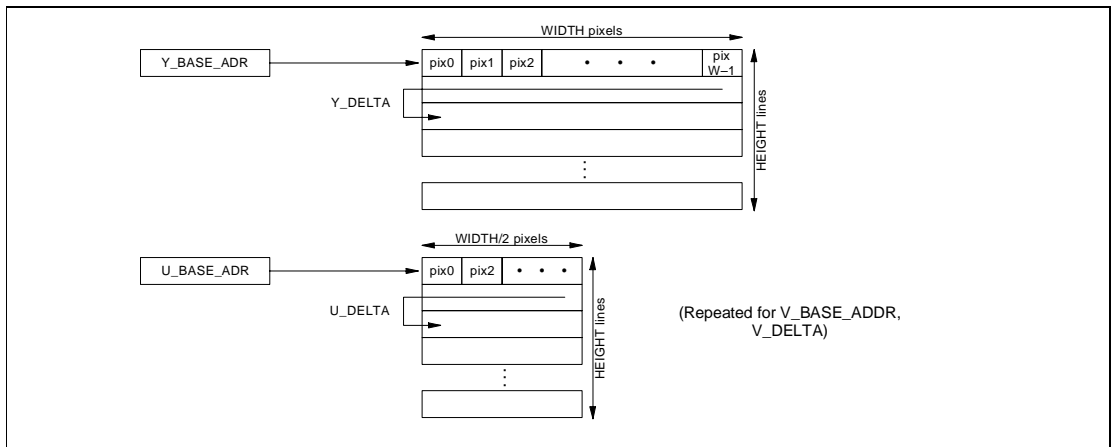 WIDTH pixels
Y_BASE_ADR
pix0 pix1 pix2 • • • pix
W–1
Y_DELTA
HEIGHT lines
WIDTH/2 pixels
U_BASE_ADR
pix0 pix2 • • •
U_DELTA
HEIGHT lines
(Repeated for V_BASE_ADDR,
V_DELTA)